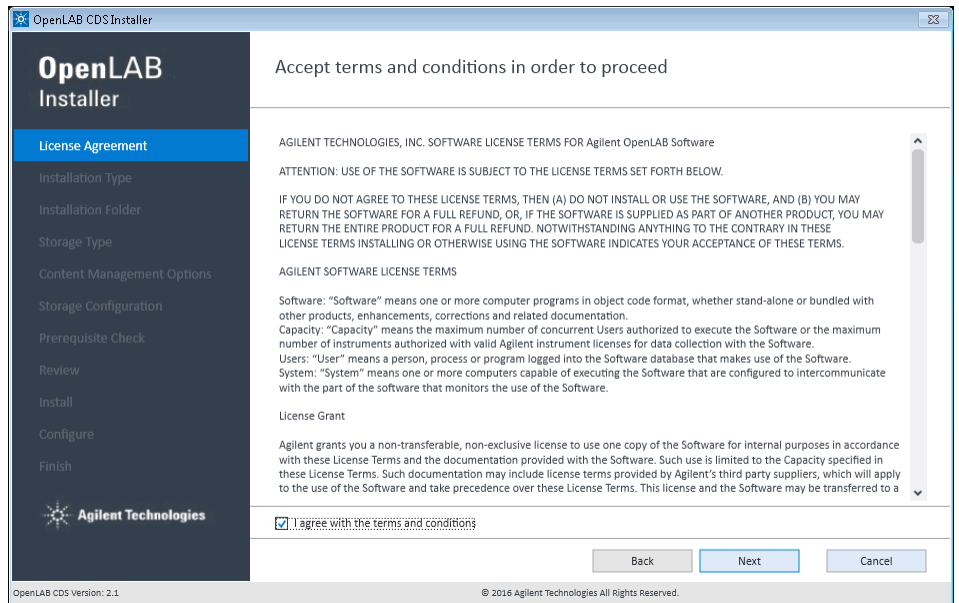 OpenLAB CDS Installer
OpenLAB
Installer
License Agreement
Installation Type
Installation Folder
Storage Type
Content Management Options
Storage Configuration
Prerequisite Check
Review
Install
Configure
Finish
Agilent Technologies
Accept terms and conditions in order to proceed
AGILENT TECHNOLOGIES, INC. SOFTWARE LICENSE TERMS FOR Agilent OpenLAB Software
ATTENTION: USE OF THE SOFTWARE IS SUBJECT TO THE LICENSE TERMS SET FORTH BELOW.
IF YOU DO NOT AGREE TO THESE LICENSE TERMS, THEN (A) DO NOT INSTALL OR USE THE SOFTWARE, AND (B) YOU MAY
RETURN THE SOFTWARE FOR A FULL REFUND, OR, IF THE SOFTWARE IS SUPPLIED AS PART OF ANOTHER PRODUCT, YOU MAY
RETURN THE ENTIRE PRODUCT FOR A FULL REFUND. NOTWITHSTANDING ANYTHING TO THE CONTRARY IN THESE
LICENSE TERMS INSTALLING OR OTHERWISE USING THE SOFTWARE INDICATES YOUR ACCEPTANCE OF THESE TERMS.
AGILENT SOFTWARE LICENSE TERMS
Software: “Software” means one or more computer programs in object code format, whether stand-alone or bundled with
other products, enhancements, corrections and related documentation.
Capacity: “Capacity” means the maximum number of concurrent Users authorized to execute the Software or the maximum
number of instruments authorized with valid Agilent instrument licenses for data collection with the Software.
Users: “User” means a person, process or program logged into the Software database that makes use of the Software.
System: “System” means one or more computers capable of executing the Software that are configured to intercommunicate
with the part of the software that monitors the use of the Software.
License Grant
Agilent grants you a non-transferable, non-exclusive license to use one copy of the Software for internal purposes in accordance
with these License Terms and the documentation provided with the Software. Such use is limited to the Capacity specified in
these License Terms. Such documentation may include license terms provided by Agilent’s third party suppliers, which will apply
to the use of the Software and take precedence over these License Terms. This license and the Software may be transferred to a
I agree with the terms and conditions
Back
Next
Cancel
OpenLAB CDS Version: 2.1
© 2016 Agilent Technologies All Rights Reserved.